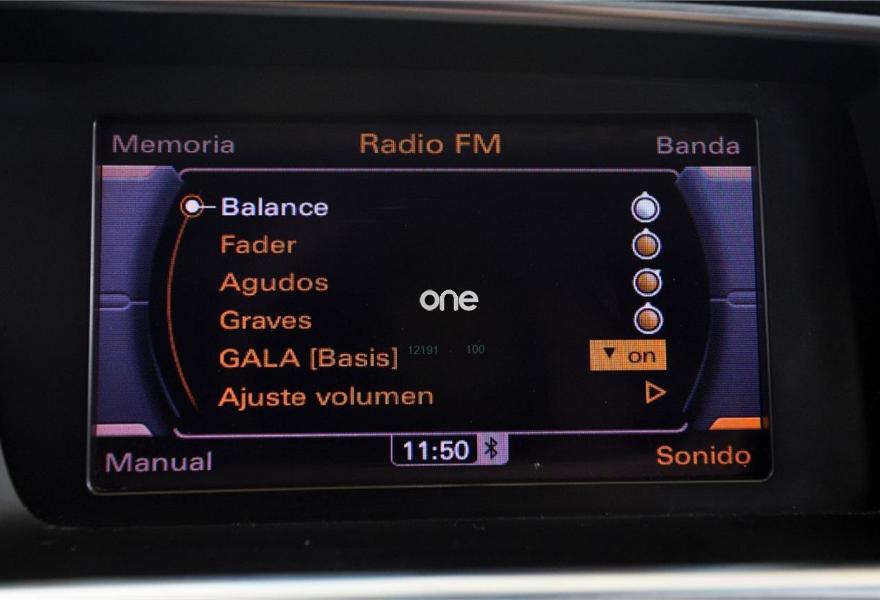 Memoria Radio FM Banda
Balance
Fader
Agudos
one
Graves
GALA [Basis] 12191 - 100 on
Ajuste volumen
11:50
Manual Sonido